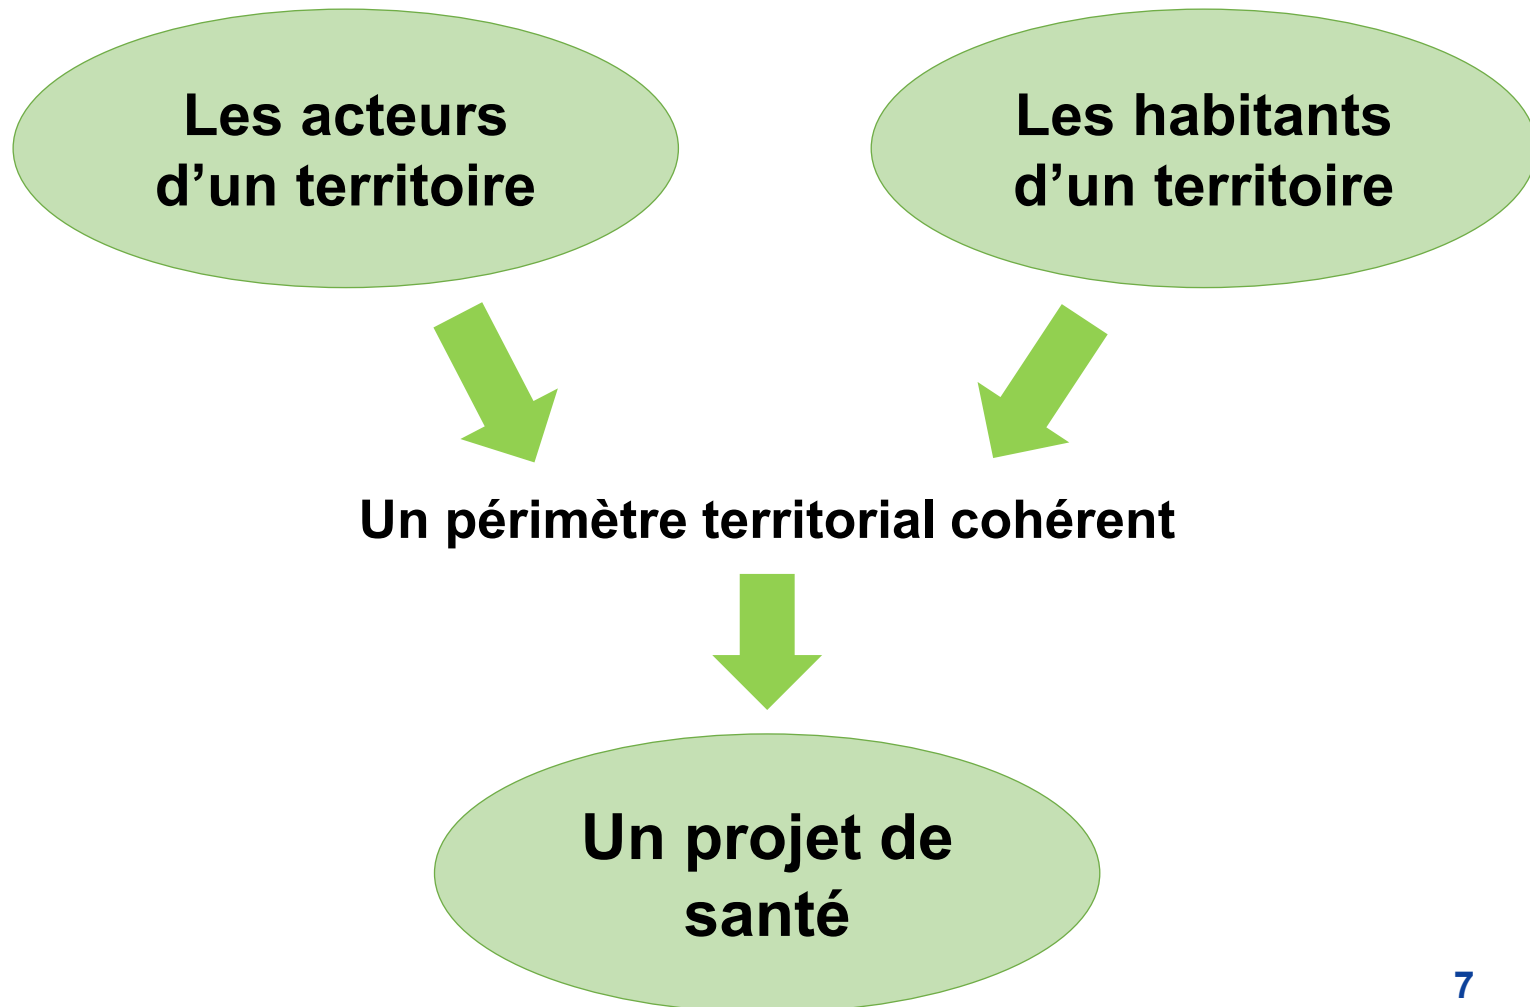 Les acteurs
d’un territoire
Les habitants
d’un territoire
Un périmètre territorial cohérent
Un projet de
santé
7